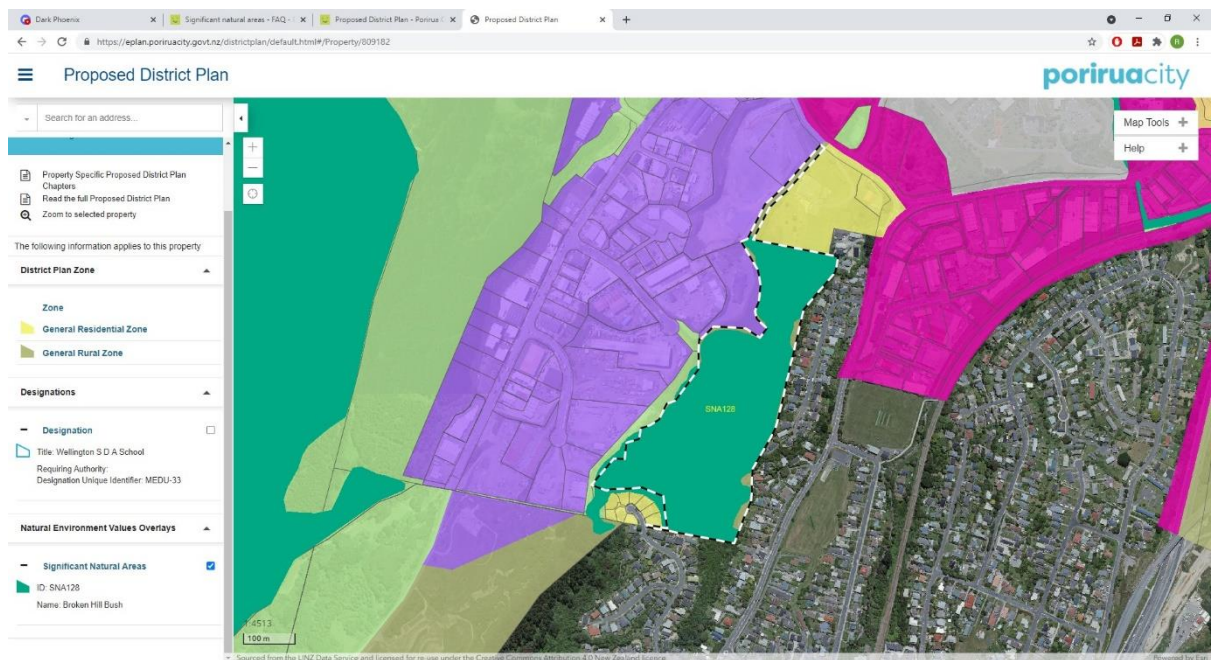 Dark Phoenix
Significant natural areas - FAQ -
Proposed District Plan - Porirua
Proposed District Plan
https://eplan.poriruacity.govt.nz/districtplan/default.html#/Property/809182
R
Proposed District Plan
poriruacity
Search for an address...
Map Tools
Help
Property Specific Proposed District Plan
Chapters
Read the full Proposed District Plan
Zoom to selected property
The following information applies to this property
District Plan Zone
Zone
General Residential Zone
General Rural Zone
Designations
Designation
Title: Wellington S D A School
Requiring Authority:
Designation Unique Identifier: MEDU-33
Natural Environment Values Overlays
Significant Natural Areas
ID: SNA128
Name: Broken Hill Bush
SNA128
1:4513
100 m
Sourced from the LINZ Data Service and licensed for re-use under the Creative Commons Attribution 4.0 New Zealand licence
Powered by Esri